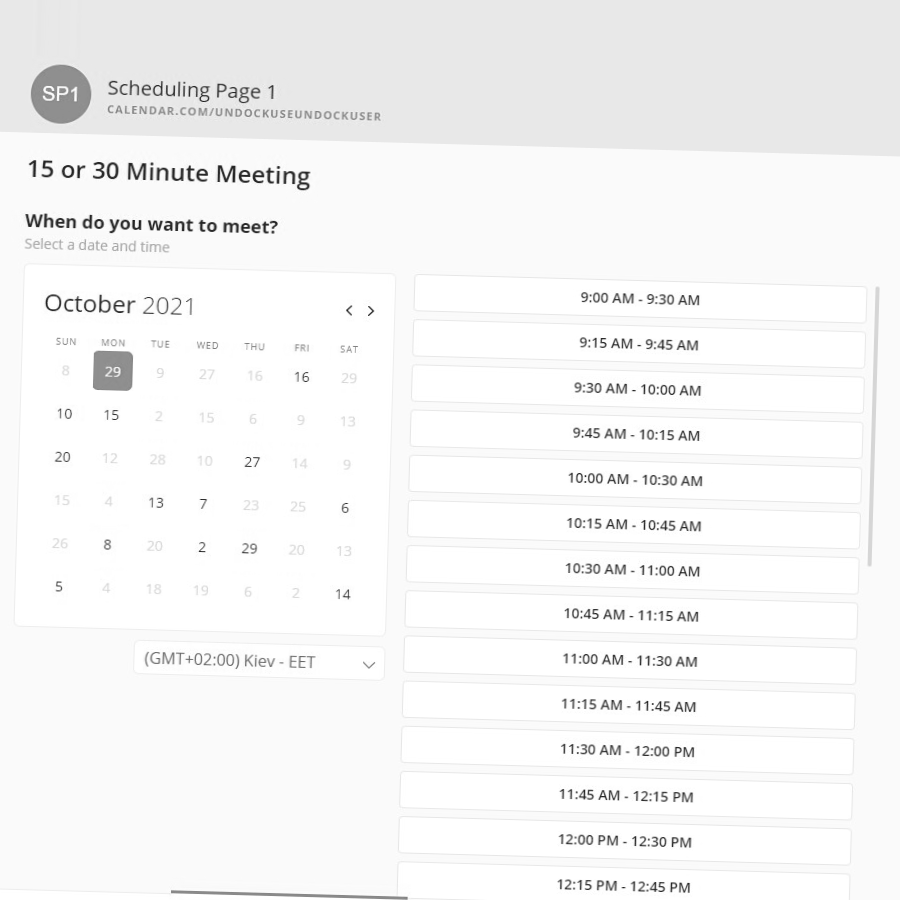 SP1
Scheduling Page 1
CALENDAR.COM/UNDOCKUSEUNDOCKUSER
15 or 30 Minute Meeting
When do you want to meet?
Select a date and time
October 2021
< >
SUN MON TUE WED THU FRI SAT
8 29 9 27 16 16 29
10 15 2 15 6 9 13
20 12 28 10 27 14 9
15 4 13 7 23 25 6
26 8 20 2 29 20 13
5 4 18 19 6 2 14
(GMT+02:00) Kiev - EET
9:00 AM - 9:30 AM
9:15 AM - 9:45 AM
9:30 AM - 10:00 AM
9:45 AM - 10:15 AM
10:00 AM - 10:30 AM
10:15 AM - 10:45 AM
10:30 AM - 11:00 AM
10:45 AM - 11:15 AM
11:00 AM - 11:30 AM
11:15 AM - 11:45 AM
11:30 AM - 12:00 PM
11:45 AM - 12:15 PM
12:00 PM - 12:30 PM
12:15 PM - 12:45 PM